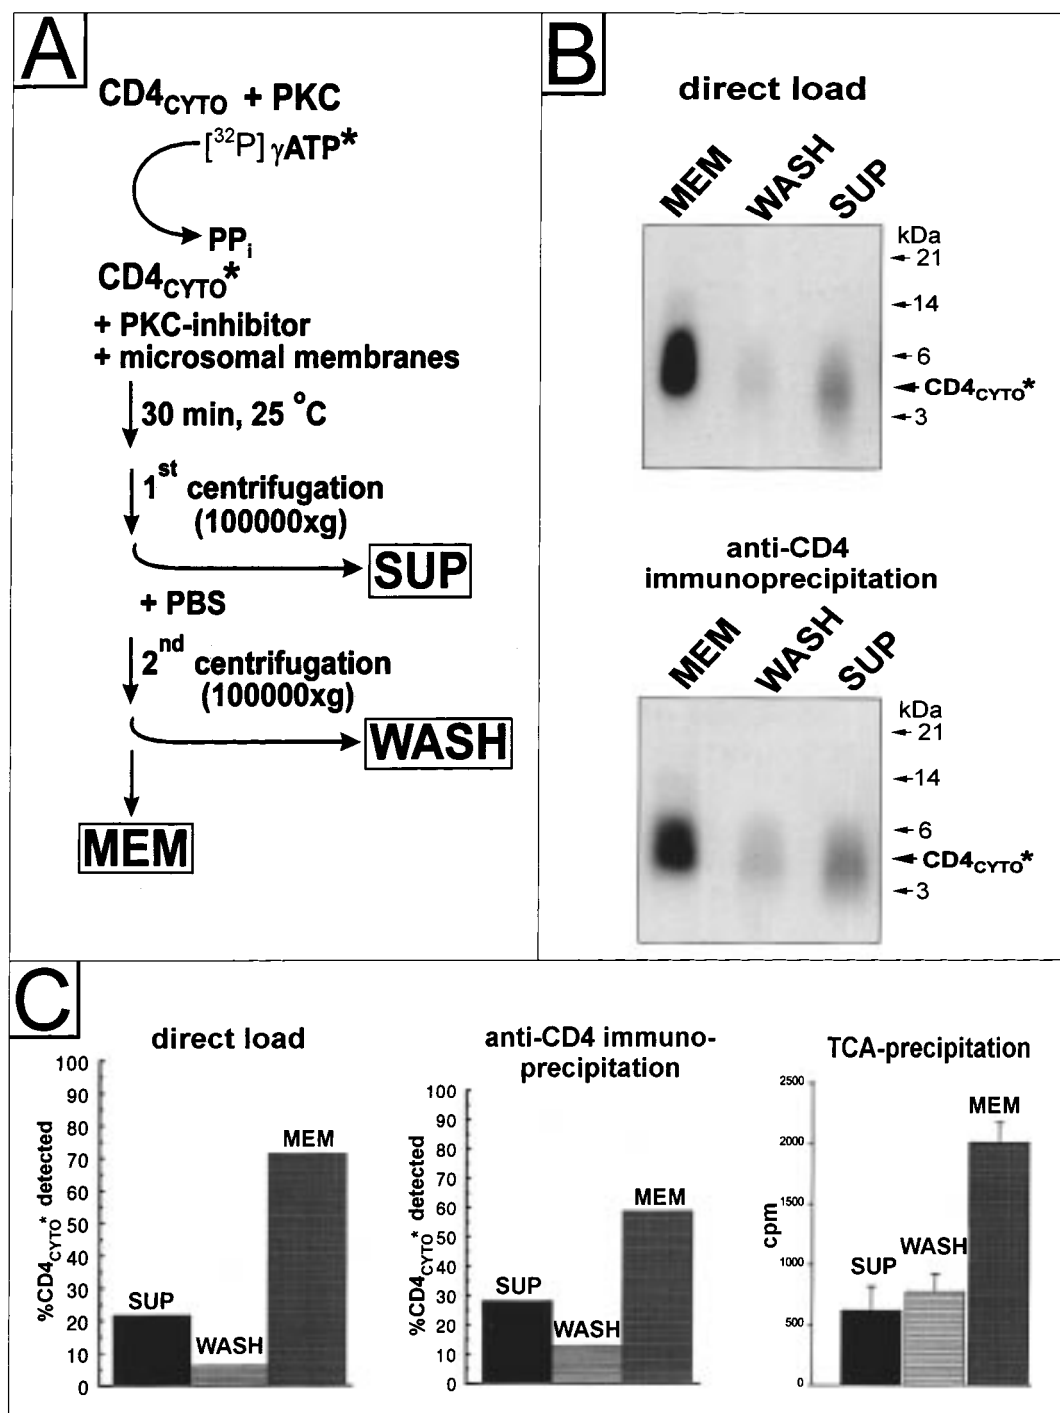 A
CD4CYTO + PKC
[32P] γATP*
PPi
CD4CYTO*
+ PKC-inhibitor
+ microsomal membranes
30 min, 25 °C
1st centrifugation
(100000xg)
SUP
+ PBS
2nd centrifugation
(100000xg)
WASH
MEM
B
direct load
MEM WASH SUP
kDa
21
14
6
CD4CYTO*
3
anti-CD4
immunoprecipitation
MEM WASH SUP
kDa
21
14
6
CD4CYTO*
3
C
direct load
%CD4CYTO* detected
100
90
80
70
60
50
40
30
20
10
0
SUP
WASH
MEM
anti-CD4 immuno-
precipitation
%CD4CYTO* detected
100
90
80
70
60
50
40
30
20
10
0
SUP
WASH
MEM
TCA-precipitation
cpm
2500
2000
1500
1000
500
0
SUP
WASH
MEM